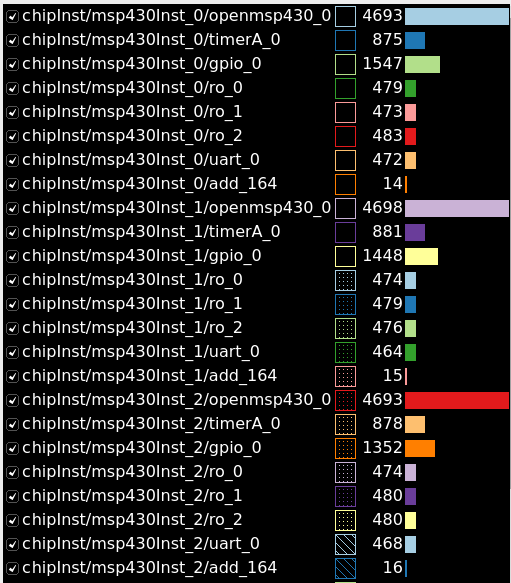 chipInst/msp430Inst_0/openmsp430_0 4693
chipInst/msp430Inst_0/timerA_0 875
chipInst/msp430Inst_0/gpio_0 1547
chipInst/msp430Inst_0/ro_0 479
chipInst/msp430Inst_0/ro_1 473
chipInst/msp430Inst_0/ro_2 483
chipInst/msp430Inst_0/uart_0 472
chipInst/msp430Inst_0/add_164 14
chipInst/msp430Inst_1/openmsp430_0 4698
chipInst/msp430Inst_1/timerA_0 881
chipInst/msp430Inst_1/gpio_0 1448
chipInst/msp430Inst_1/ro_0 474
chipInst/msp430Inst_1/ro_1 479
chipInst/msp430Inst_1/ro_2 476
chipInst/msp430Inst_1/uart_0 464
chipInst/msp430Inst_1/add_164 15
chipInst/msp430Inst_2/openmsp430_0 4693
chipInst/msp430Inst_2/timerA_0 878
chipInst/msp430Inst_2/gpio_0 1352
chipInst/msp430Inst_2/ro_0 474
chipInst/msp430Inst_2/ro_1 480
chipInst/msp430Inst_2/ro_2 480
chipInst/msp430Inst_2/uart_0 468
chipInst/msp430Inst_2/add_164 16